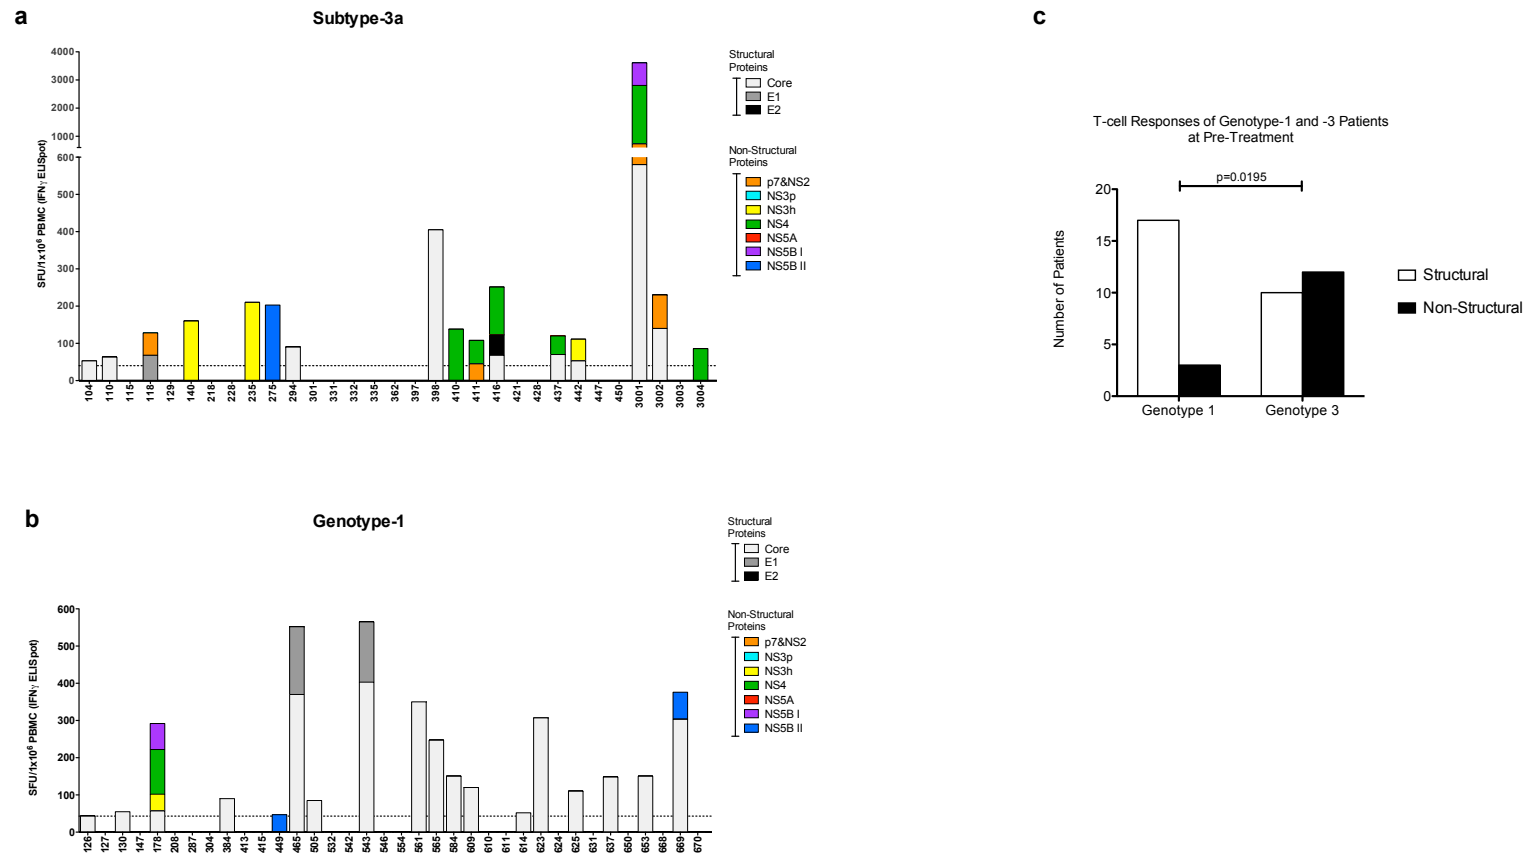 a
Subtype-3a
SFU/1x10⁶ PBMC (IFNγ ELISpot)
4000
3000
2000
1000
600
500
400
300
200
100
0
104 110 115 118 129 140 218 228 235 275 294 301 331 332 335 362 397 398 410 411 416 421 428 437 442 447 450 3001 3002 3003 3004
Structural
Proteins
Core
E1
E2
Non-Structural
Proteins
p7&NS2
NS3p
NS3h
NS4
NS5A
NS5B I
NS5B II
c
T-cell Responses of Genotype-1 and -3 Patients
at Pre-Treatment
p=0.0195
Number of Patients
20
15
10
5
0
Genotype 1 Genotype 3
Structural
Non-Structural
b
Genotype-1
SFU/1x10⁶ PBMC (IFNγ ELISpot)
600
500
400
300
200
100
0
126 127 130 147 178 208 287 304 384 413 415 449 465 505 532 542 543 546 554 561 565 584 609 610 611 614 623 624 625 631 637 650 653 668 669 670
Structural
Proteins
Core
E1
E2
Non-Structural
Proteins
p7&NS2
NS3p
NS3h
NS4
NS5A
NS5B I
NS5B II